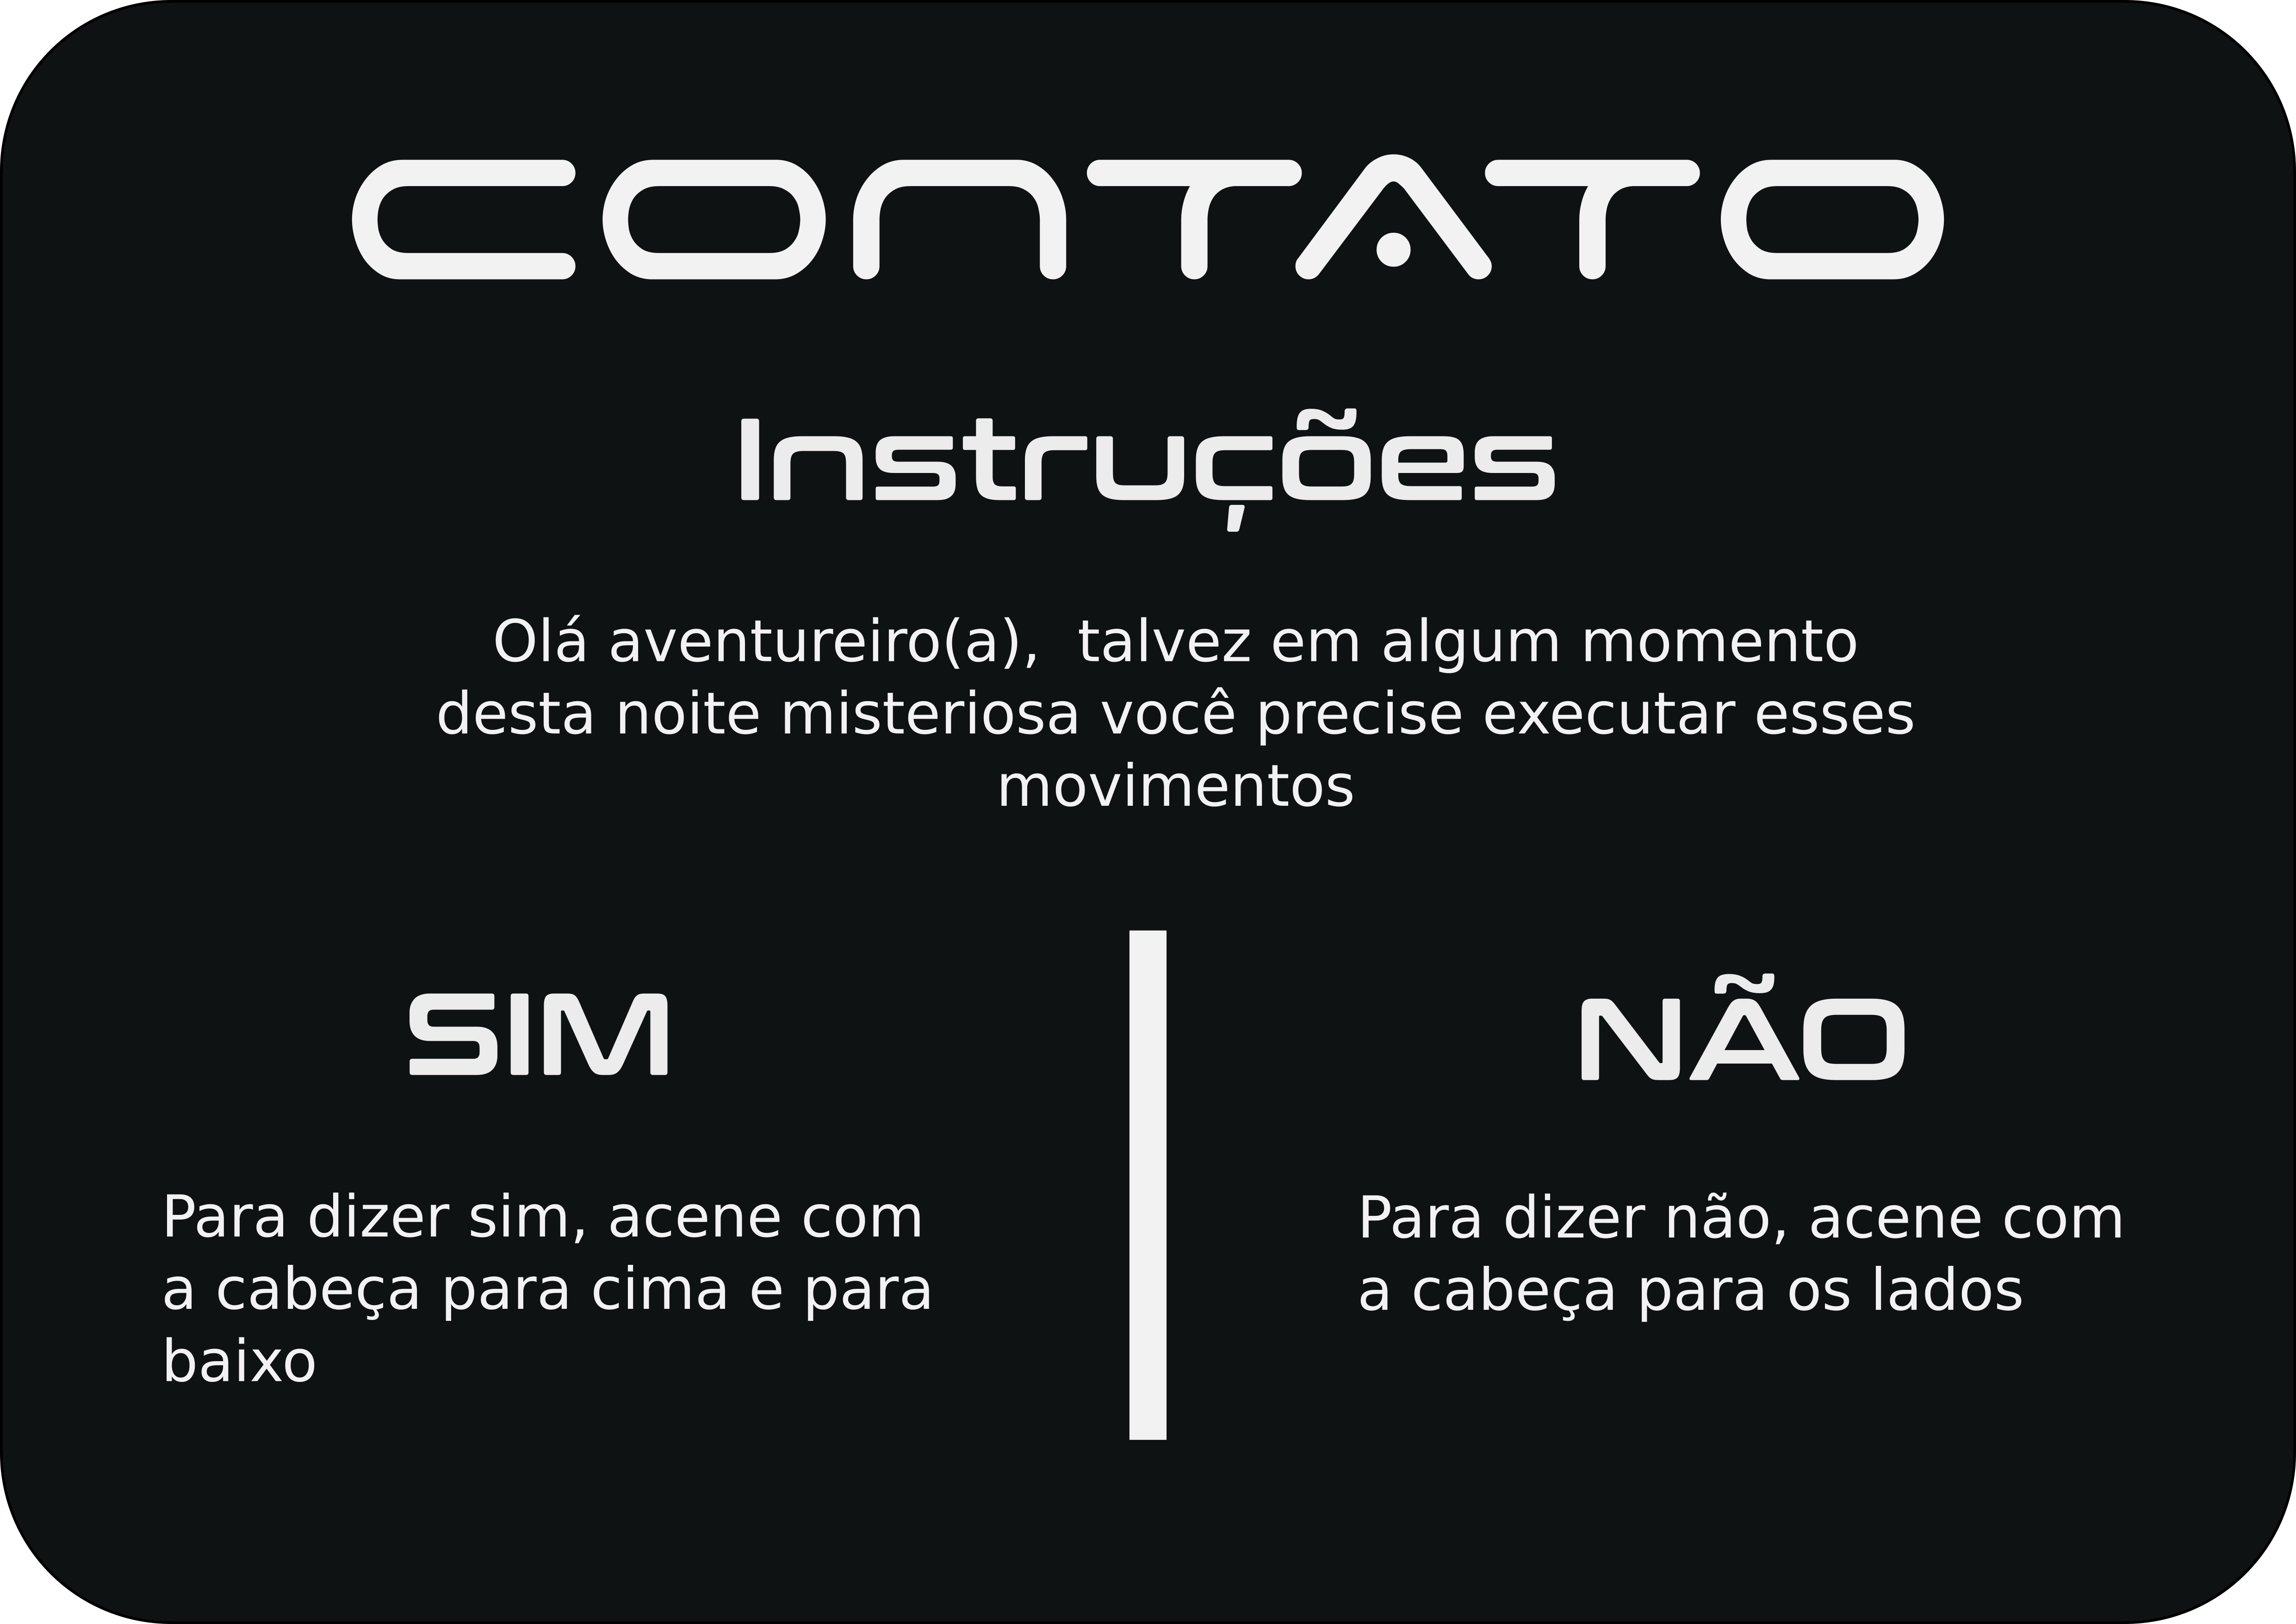 CONTATO
Instruções
Olá aventureiro(a),  talvez em algum momento
desta noite misteriosa você precise executar esses
movimentos
SIM
Para dizer sim, acene com
a cabeça para cima e para
baixo
NÃO
Para dizer não, acene com
a cabeça para os lados